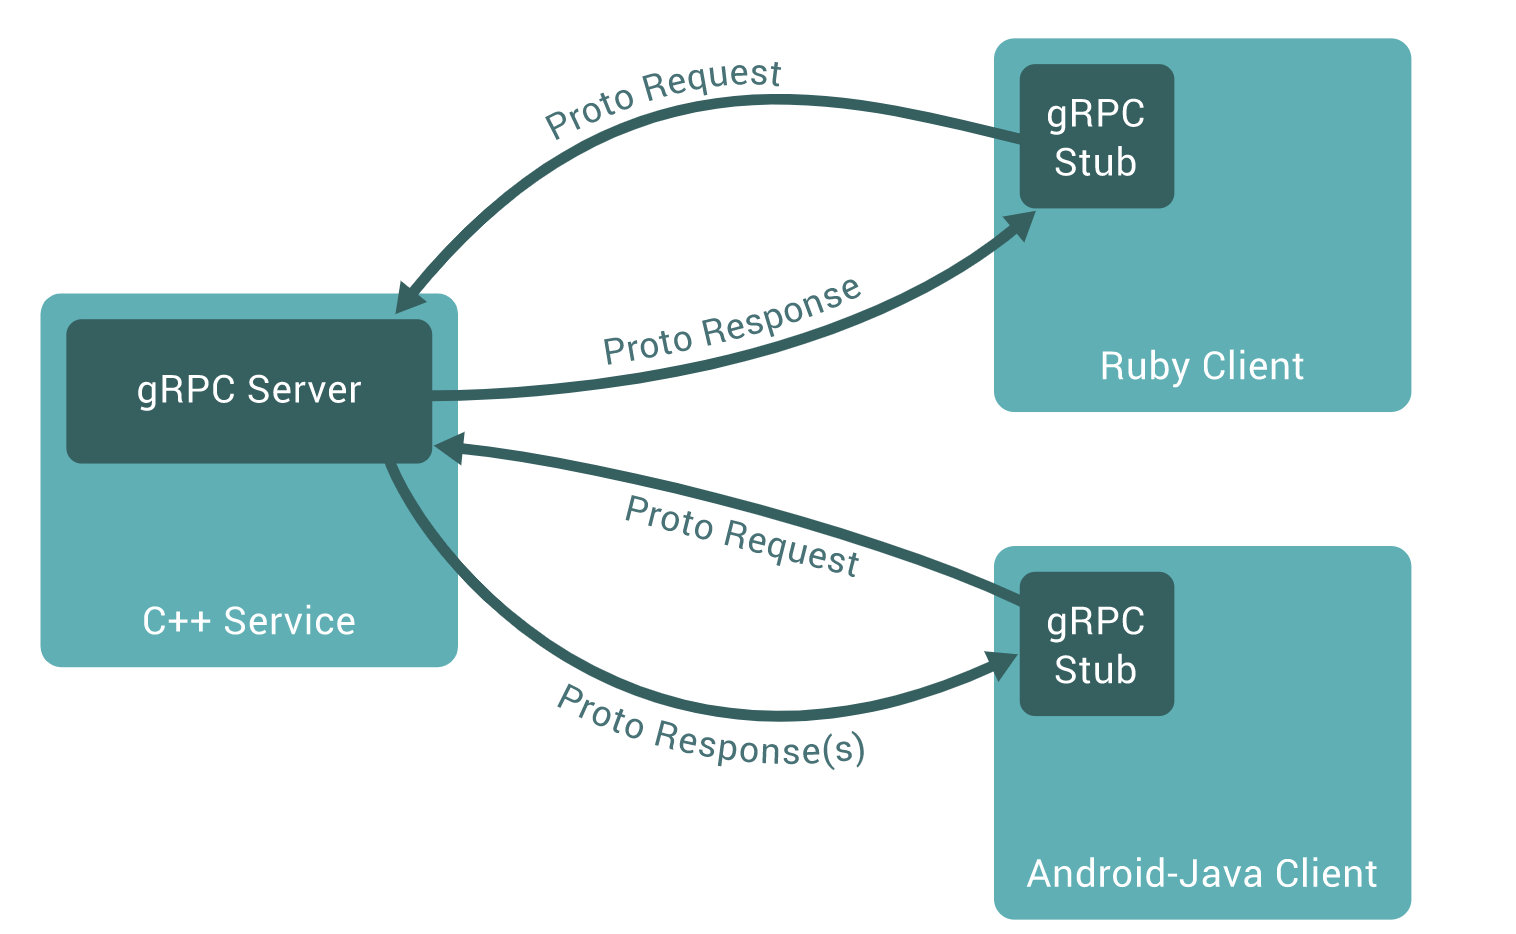 Proto Request
gRPC
Stub
Proto Response
Ruby Client
gRPC Server
C++ Service
Proto Request
gRPC
Stub
Proto Response(s)
Android-Java Client